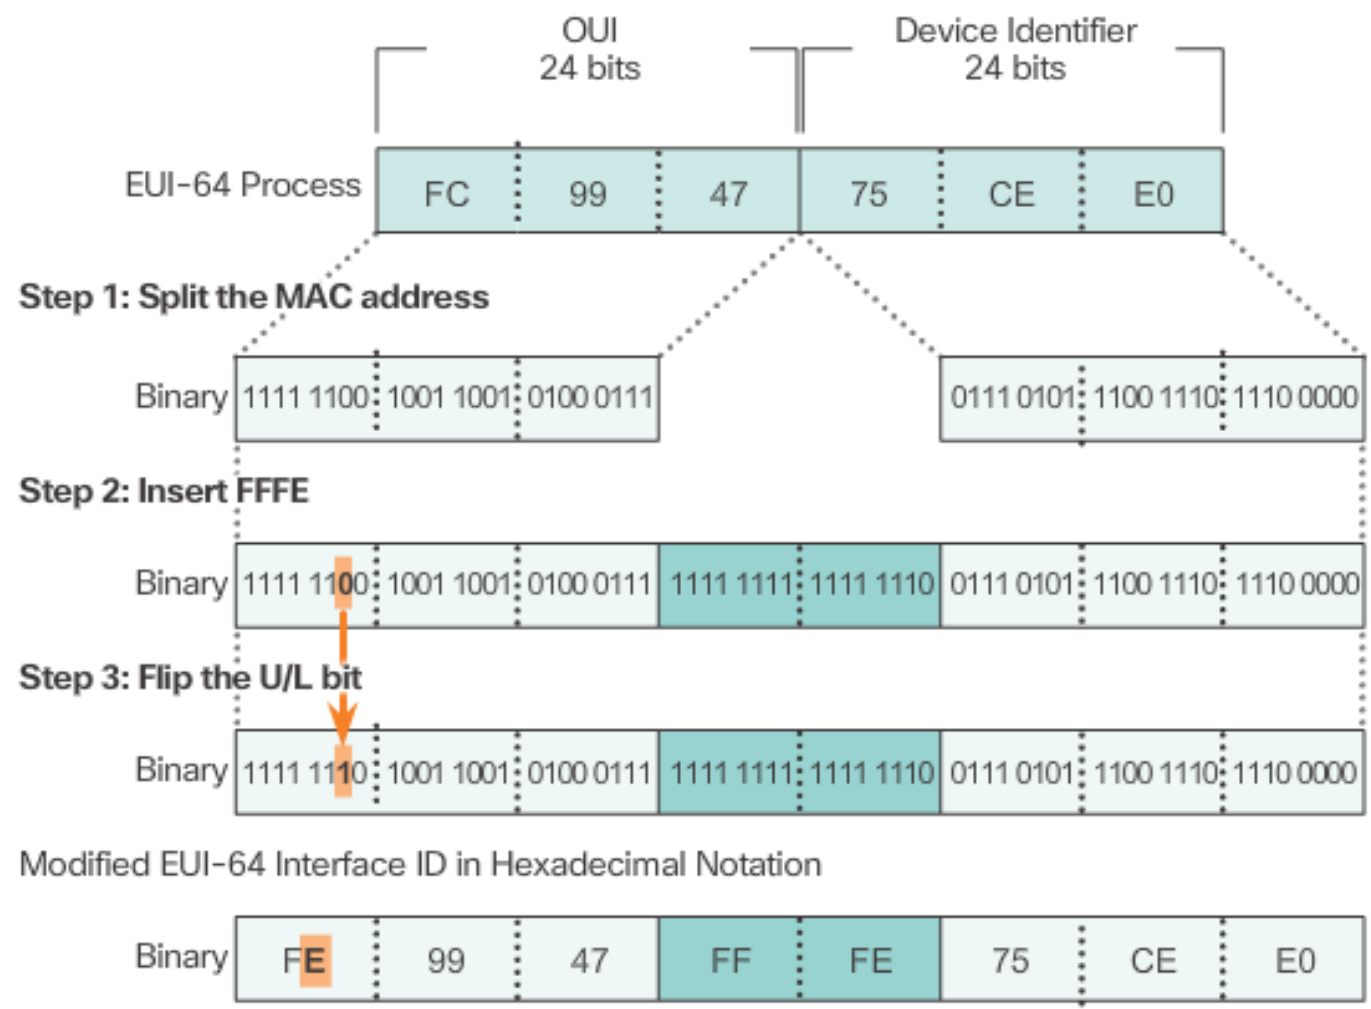 OUI
24 bits
Device Identifier
24 bits
EUI-64 Process FC 99 47 75 CE E0
Step 1: Split the MAC address
Binary 1111 1100 1001 1001 0100 0111 0111 0101 1100 1110 1110 0000
Step 2: Insert FFFE
Binary 1111 1100 1001 1001 0100 0111 1111 1111 1111 1110 0111 0101 1100 1110 1110 0000
Step 3: Flip the U/L bit
Binary 1111 1110 1001 1001 0100 0111 1111 1111 1111 1110 0111 0101 1100 1110 1110 0000
Modified EUI-64 Interface ID in Hexadecimal Notation
Binary FE 99 47 FF FE 75 CE E0